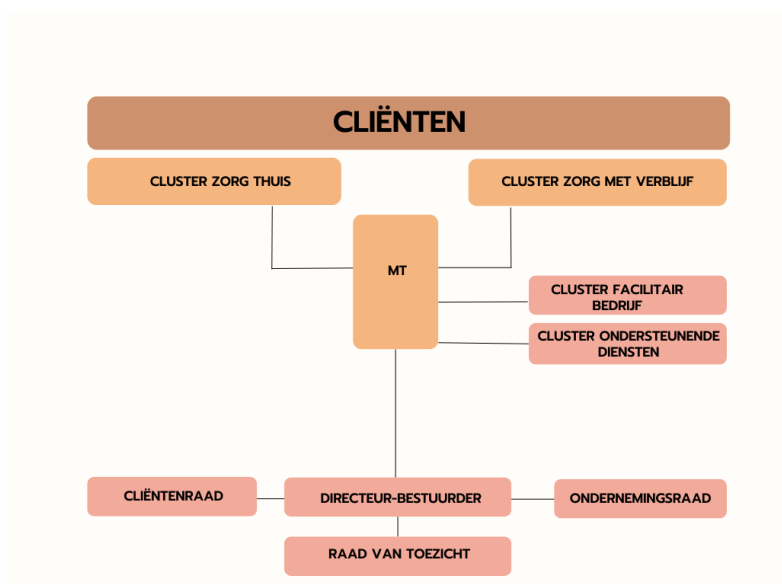 CLIËNTEN
CLUSTER ZORG THUIS
CLUSTER ZORG MET VERBLIJF
MT
CLUSTER FACILITAIR
BEDRIJF
CLUSTER ONDERSTEUNENDE
DIENSTEN
CLIËNTENRAAD
DIRECTEUR-BESTUURDER
ONDERNEMINGSRAAD
RAAD VAN TOEZICHT